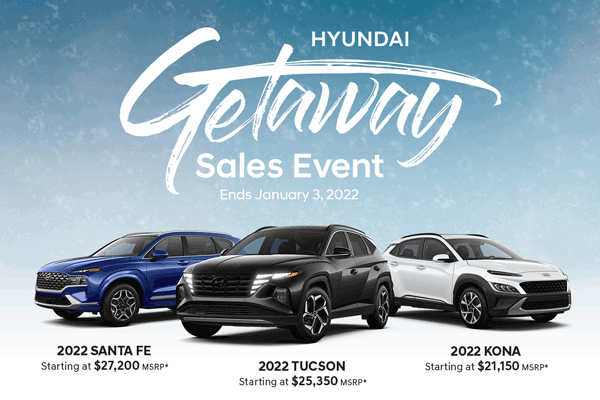 HYUNDAI
Getaway
Sales Event
Ends January 3, 2022
2022 SANTA FE
Starting at $27,200 MSRP*
2022 TUCSON
Starting at $25,350 MSRP*
2022 KONA
Starting at $21,150 MSRP*